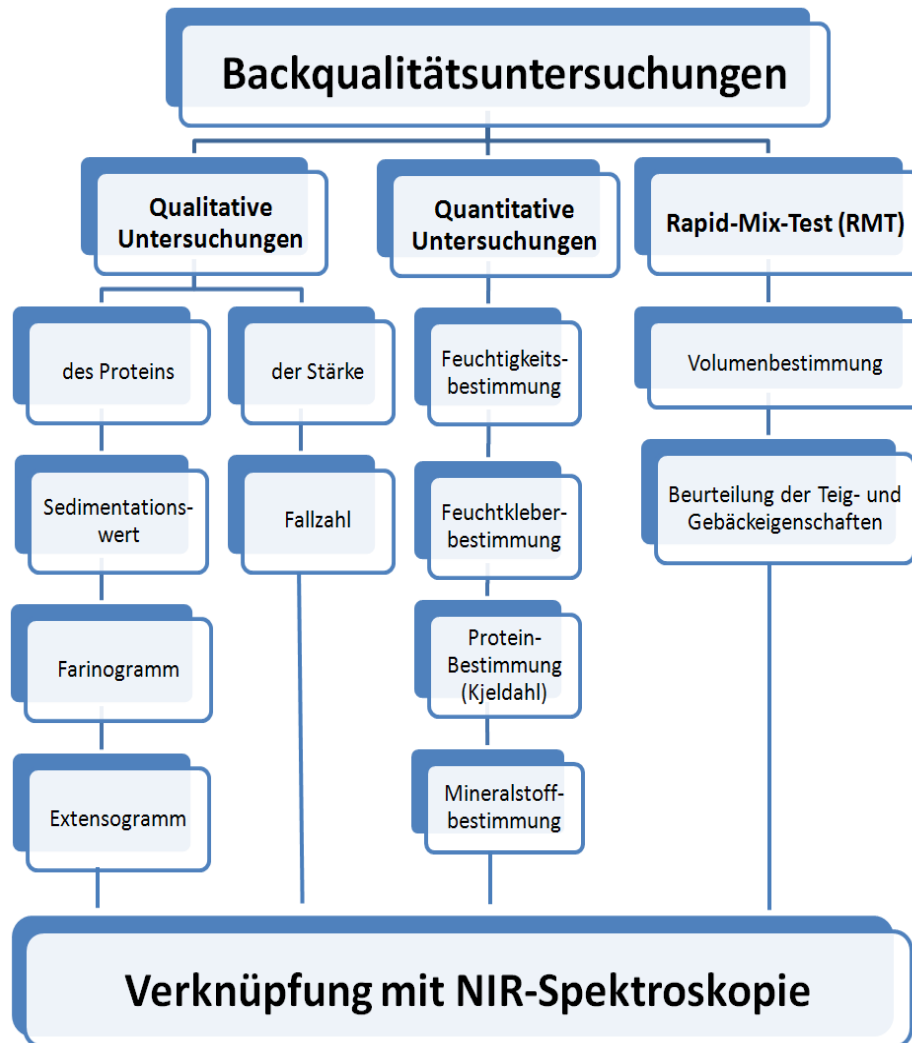 Backqualitätsuntersuchungen
Qualitative
Untersuchungen
Quantitative
Untersuchungen
Rapid-Mix-Test (RMT)
des Proteins
der Stärke
Feuchtigkeits-
bestimmung
Volumenbestimmung
Sedimentations-
wert
Fallzahl
Feuchtkleber-
bestimmung
Beurteilung der Teig- und
Gebäckeigenschaften
Farinogramm
Protein-
Bestimmung
(Kjeldahl)
Extensogramm
Mineralstoff-
bestimmung
Verknüpfung mit NIR-Spektroskopie